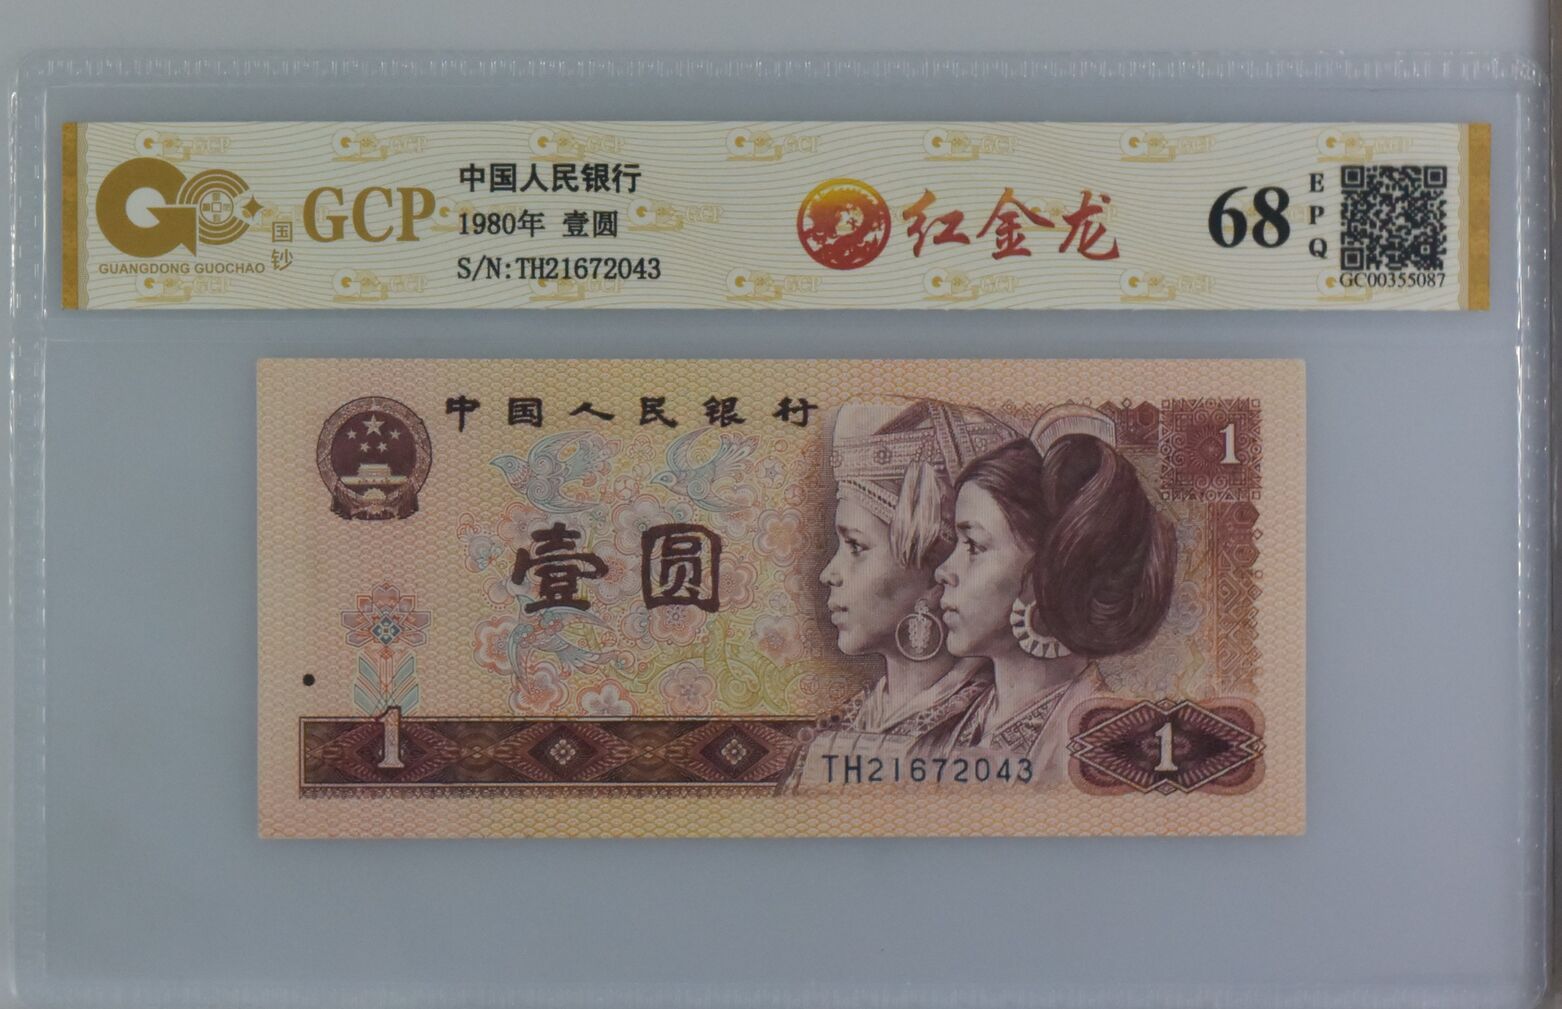 中国人民银行
GCP
1980年 壹圆
S/N:TH21672043
国钞
GUANGDONG GUOCHAO
红金龙
68
EPQ
GC00355087
中国人民银行
1
壹圆
1
TH21672043
1